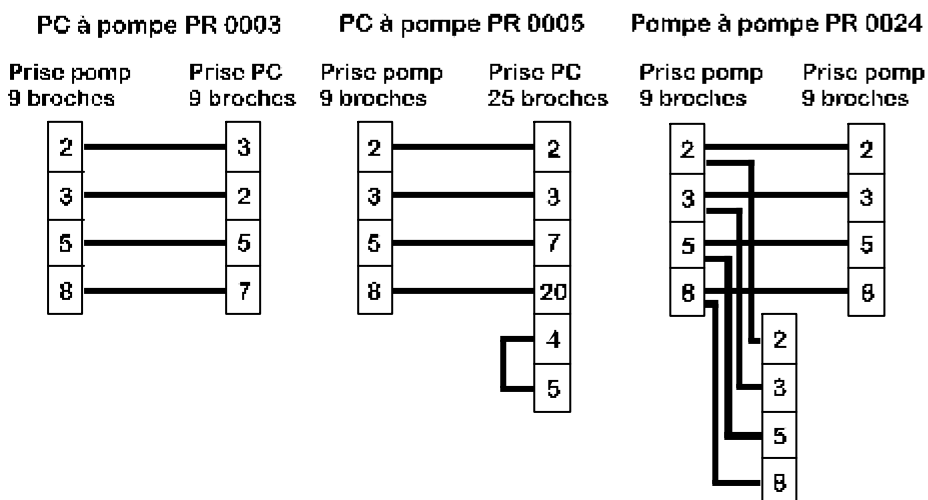 PC à pompe PR 0003
PC à pompe PR 0005
Pompe à pompe PR 0024
Prise pomp
9 broches
Prise PC
9 broches
Prise pomp
9 broches
Prise PC
25 broches
Prise pomp
9 broches
Prise pomp
9 broches
2 3
3 2
5 5
8 7
2 2
3 3
5 7
8 20
4
5
2 2
3 3
5 5
8 8
2
3
5
8